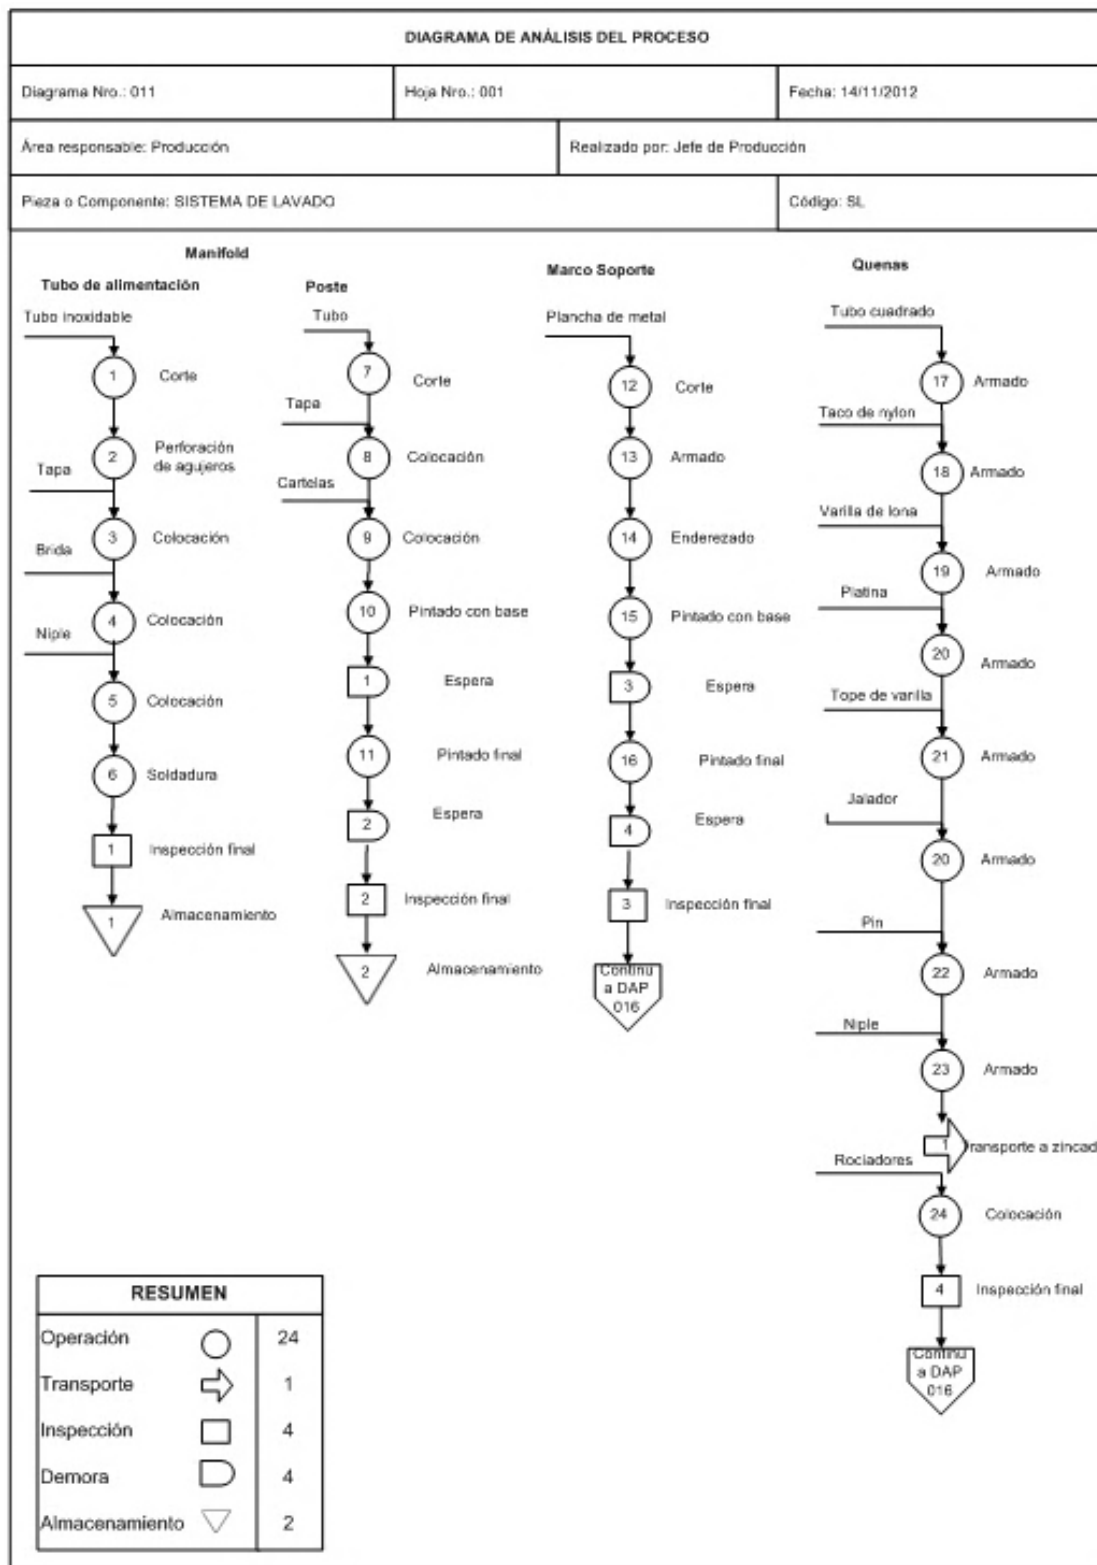 DIAGRAMA DE ANÁLISIS DEL PROCESO
Diagrama Nro.: 011
Hoja Nro.: 001
Fecha: 14/11/2012
Área responsable: Producción
Realizado por: Jefe de Producción
Pieza o Componente: SISTEMA DE LAVADO
Código: SL
Manifold
Tubo de alimentación
Tubo inoxidable
1
Corte
2
Perforación
de agujeros
Tapa
3
Colocación
Brida
4
Colocación
Niple
5
Colocación
6
Soldadura
1
Inspección final
1
Almacenamiento
Poste
Tubo
7
Corte
Tapa
8
Colocación
Cartelas
9
Colocación
10
Pintado con base
1
Espera
11
Pintado final
2
Espera
2
Inspección final
2
Almacenamiento
Marco Soporte
Plancha de metal
12
Corte
13
Armado
14
Enderezado
15
Pintado con base
3
Espera
16
Pintado final
4
Espera
3
Inspección final
Continu
a DAP
016
Quenas
Tubo cuadrado
17
Armado
Taco de nylon
18
Armado
Varilla de lona
19
Armado
Platina
20
Armado
Tope de varilla
21
Armado
Jalador
20
Armado
Pin
22
Armado
Niple
23
Armado
1
ransporte a zincad
Rociadores
24
Colocación
4
Inspección final
Continu
a DAP
016
RESUMEN
Operación 24
Transporte 1
Inspección 4
Demora 4
Almacenamiento 2